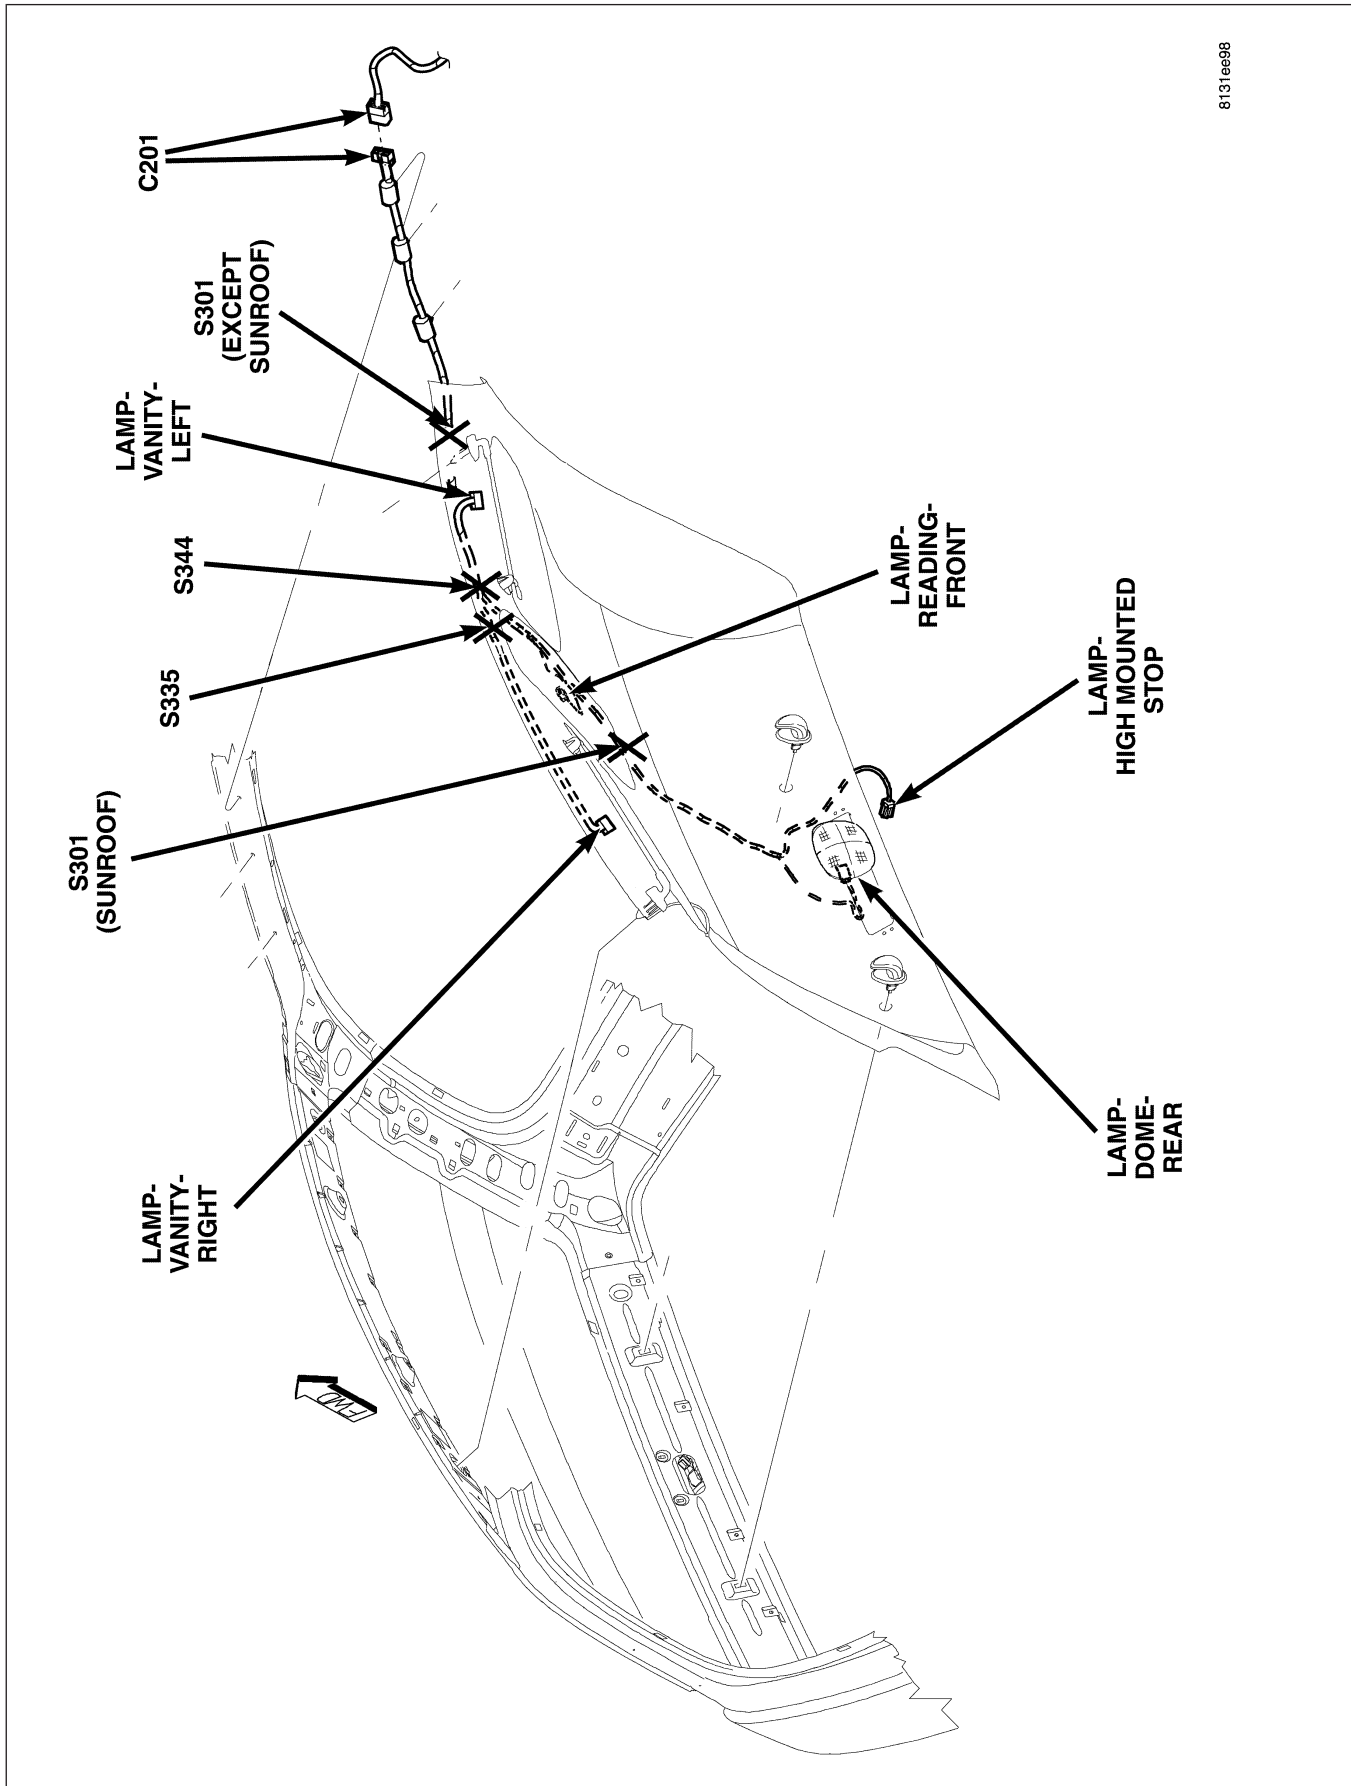 C201
S301
(EXCEPT
SUNROOF)
LAMP-
VANITY-
LEFT
S344
S335
S301
(SUNROOF)
LAMP-
VANITY-
RIGHT
FWD
LAMP-
READING-
FRONT
LAMP-
HIGH MOUNTED
STOP
LAMP-
DOME-
REAR
8131ee98